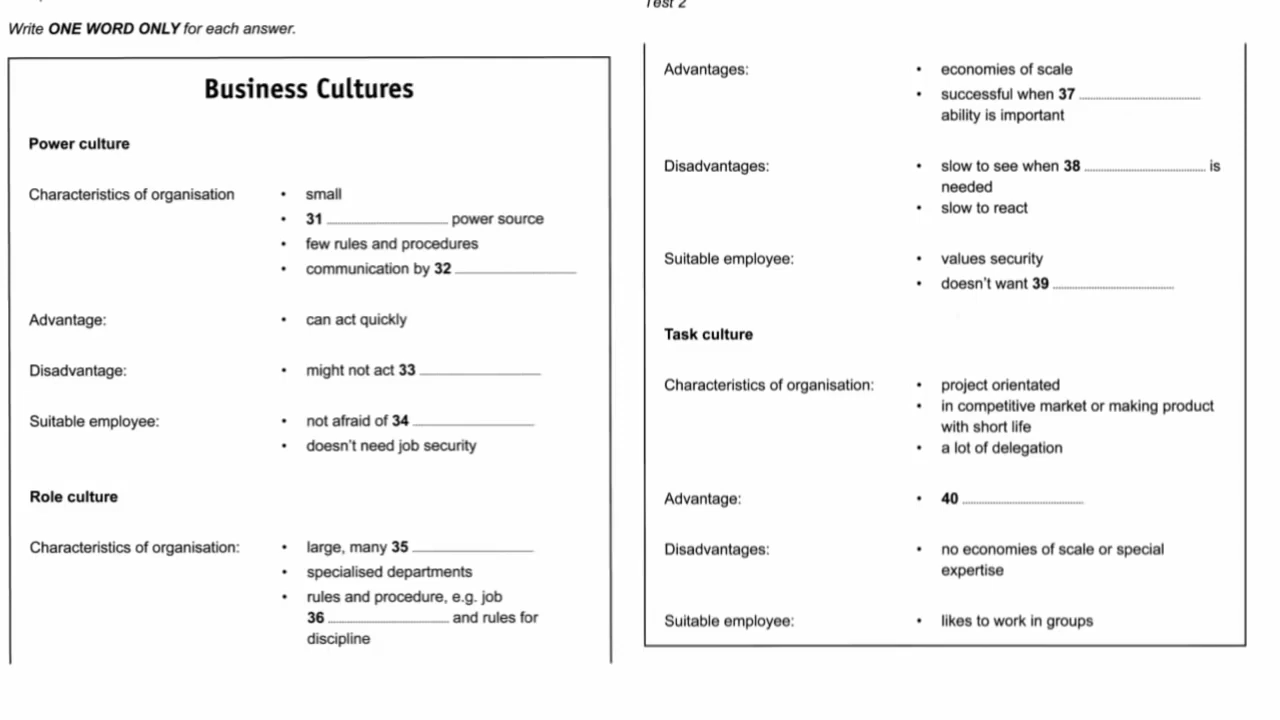 Write ONE WORD ONLY for each answer.
Business Cultures
Power culture
Characteristics of organisation
• small
• 31 power source
• few rules and procedures
• communication by 32
Advantage:
• can act quickly
Disadvantage:
• might not act 33
Suitable employee:
• not afraid of 34
• doesn't need job security
Role culture
Characteristics of organisation:
• large, many 35
• specialised departments
• rules and procedure, e.g. job
36 and rules for
discipline
Test 2
Advantages:
• economies of scale
• successful when 37
ability is important
Disadvantages:
• slow to see when 38 is
needed
• slow to react
Suitable employee:
• values security
• doesn't want 39
Task culture
Characteristics of organisation:
• project orientated
• in competitive market or making product
with short life
• a lot of delegation
Advantage:
• 40
Disadvantages:
• no economies of scale or special
expertise
Suitable employee:
• likes to work in groups